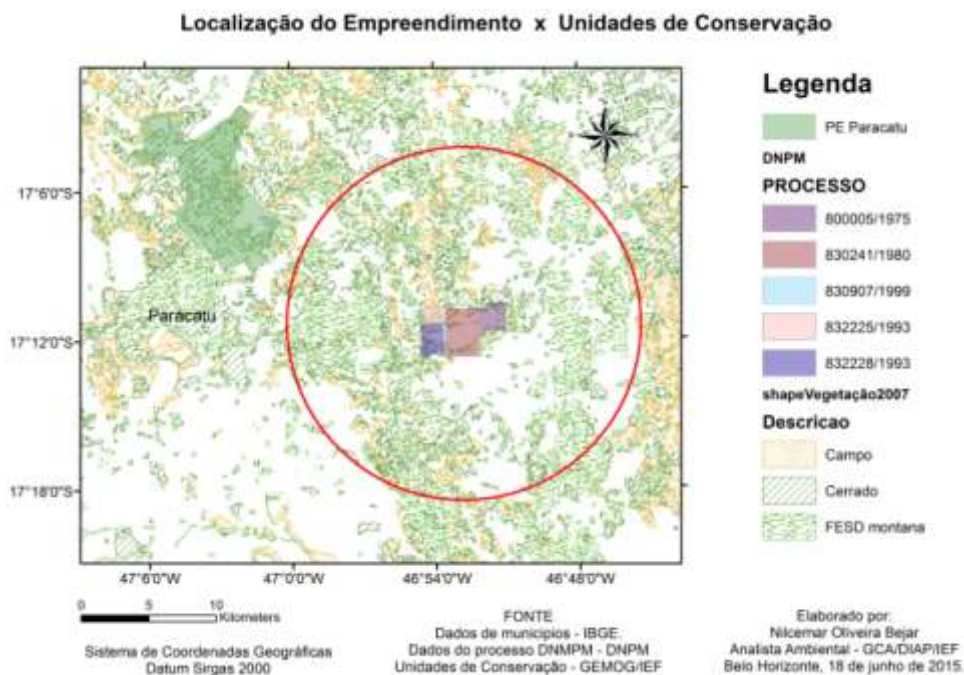 Localização do Empreendimento x Unidades de Conservação
17°6'0"S
17°12'0"S
17°18'0"S
Paracatu
47°6'0"W
47°0'0"W
46°54'0"W
46°48'0"W
Legenda
PE Paracatu
DNPM
PROCESSO
800005/1975
830241/1980
830907/1999
832225/1993
832228/1993
shapeVegetação2007
Descricao
Campo
Cerrado
FESD montana
0 5 10
Kilometers
Sistema de Coordenadas Geográficas
Datum Sirgas 2000
FONTE
Dados de municipios - IBGE.
Dados do processo DNMPM - DNPM
Unidades de Conservação - GEMOG/IEF
Elaborado por:
Nilcemar Oliveira Bejar
Analista Ambiental - GCA/DIAP/IEF
Belo Horizonte, 18 de junho de 2015.